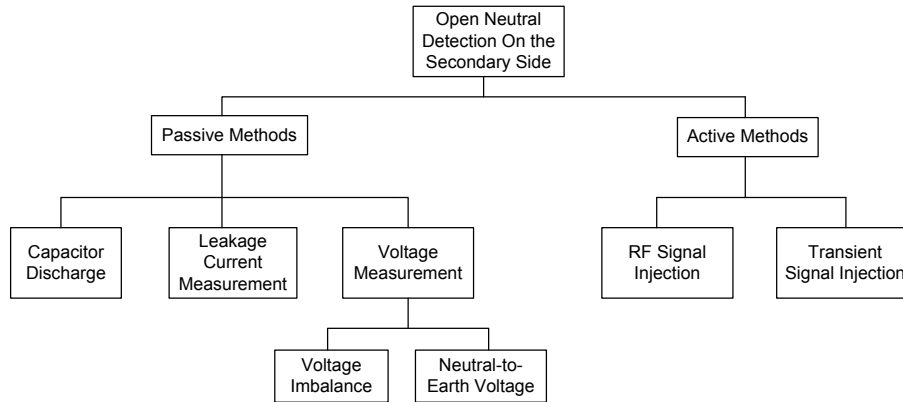 Open Neutral
Detection On the
Secondary Side
Passive Methods
Active Methods
Capacitor
Discharge
Leakage
Current
Measurement
Voltage
Measurement
RF Signal
Injection
Transient
Signal Injection
Voltage
Imbalance
Neutral-to-
Earth Voltage